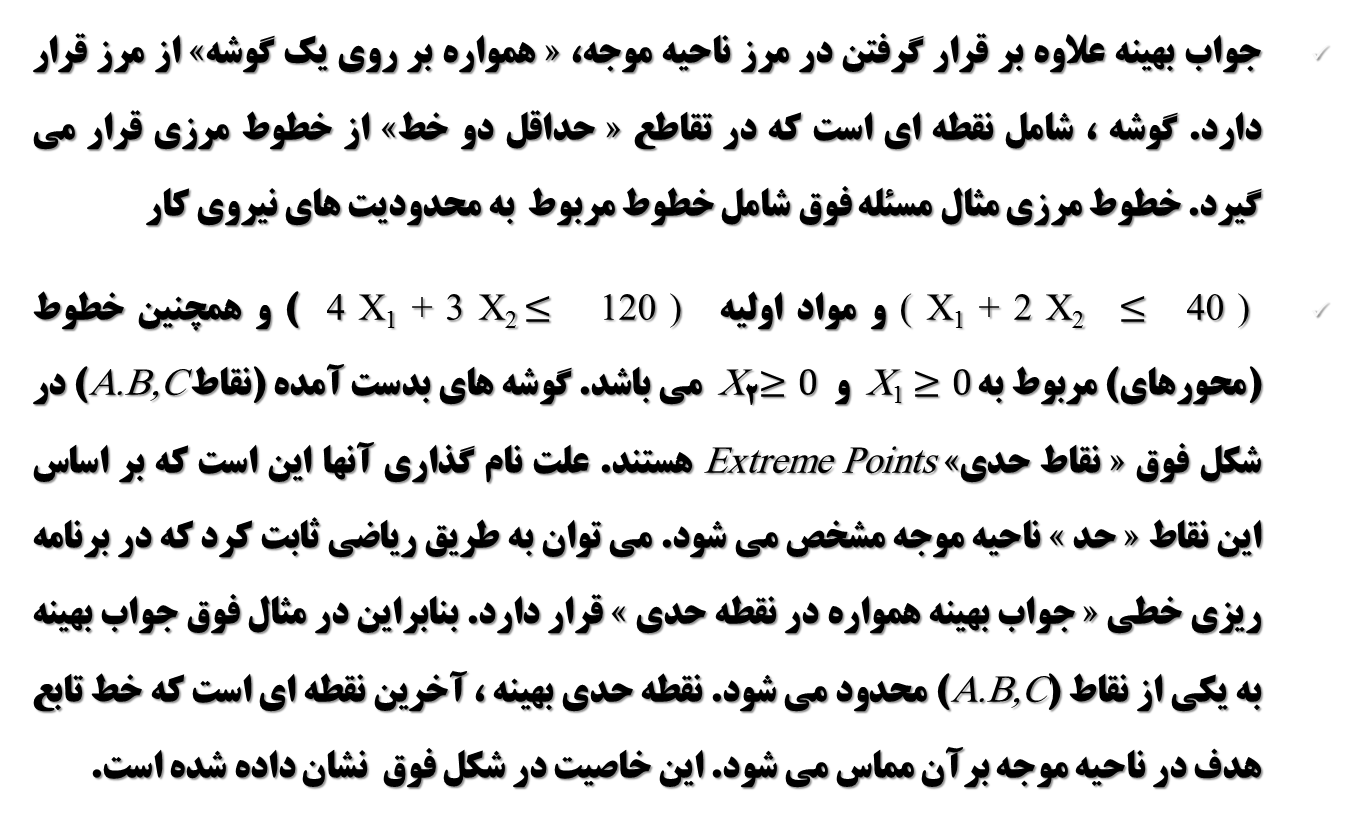 ✓ جواب بهینه علاوه بر قرار گرفتن در مرز ناحیه موجه، « همواره بر روی یک گوشه» از مرز قرار
دارد. گوشه ، شامل نقطه ای است که در تقاطع « حداقل دو خط» از خطوط مرزی قرار می
گیرد. خطوط مرزی مثال مسئله فوق شامل خطوط مربوط به محدودیت های نیروی کار
✓ ( X₁ + 2 X₂ ≤ 40 ) و مواد اولیه ( 4 X₁ + 3 X₂ ≤ 120 ) و همچنین خطوط
(محورهای) مربوط به X₁ ≥ 0 و X۲≥ 0 می باشد. گوشه های بدست آمده (نقاط A.B,C) در
شکل فوق « نقاط حدی» Extreme Points هستند. علت نام گذاری آنها این است که بر اساس
این نقاط « حد » ناحیه موجه مشخص می شود. می توان به طریق ریاضی ثابت کرد که در برنامه
ریزی خطی « جواب بهینه همواره در نقطه حدی » قرار دارد. بنابراین در مثال فوق جواب بهینه
به یکی از نقاط (A.B,C) محدود می شود. نقطه حدی بهینه ، آخرین نقطه ای است که خط تابع
هدف در ناحیه موجه برآن مماس می شود. این خاصیت در شکل فوق نشان داده شده است.